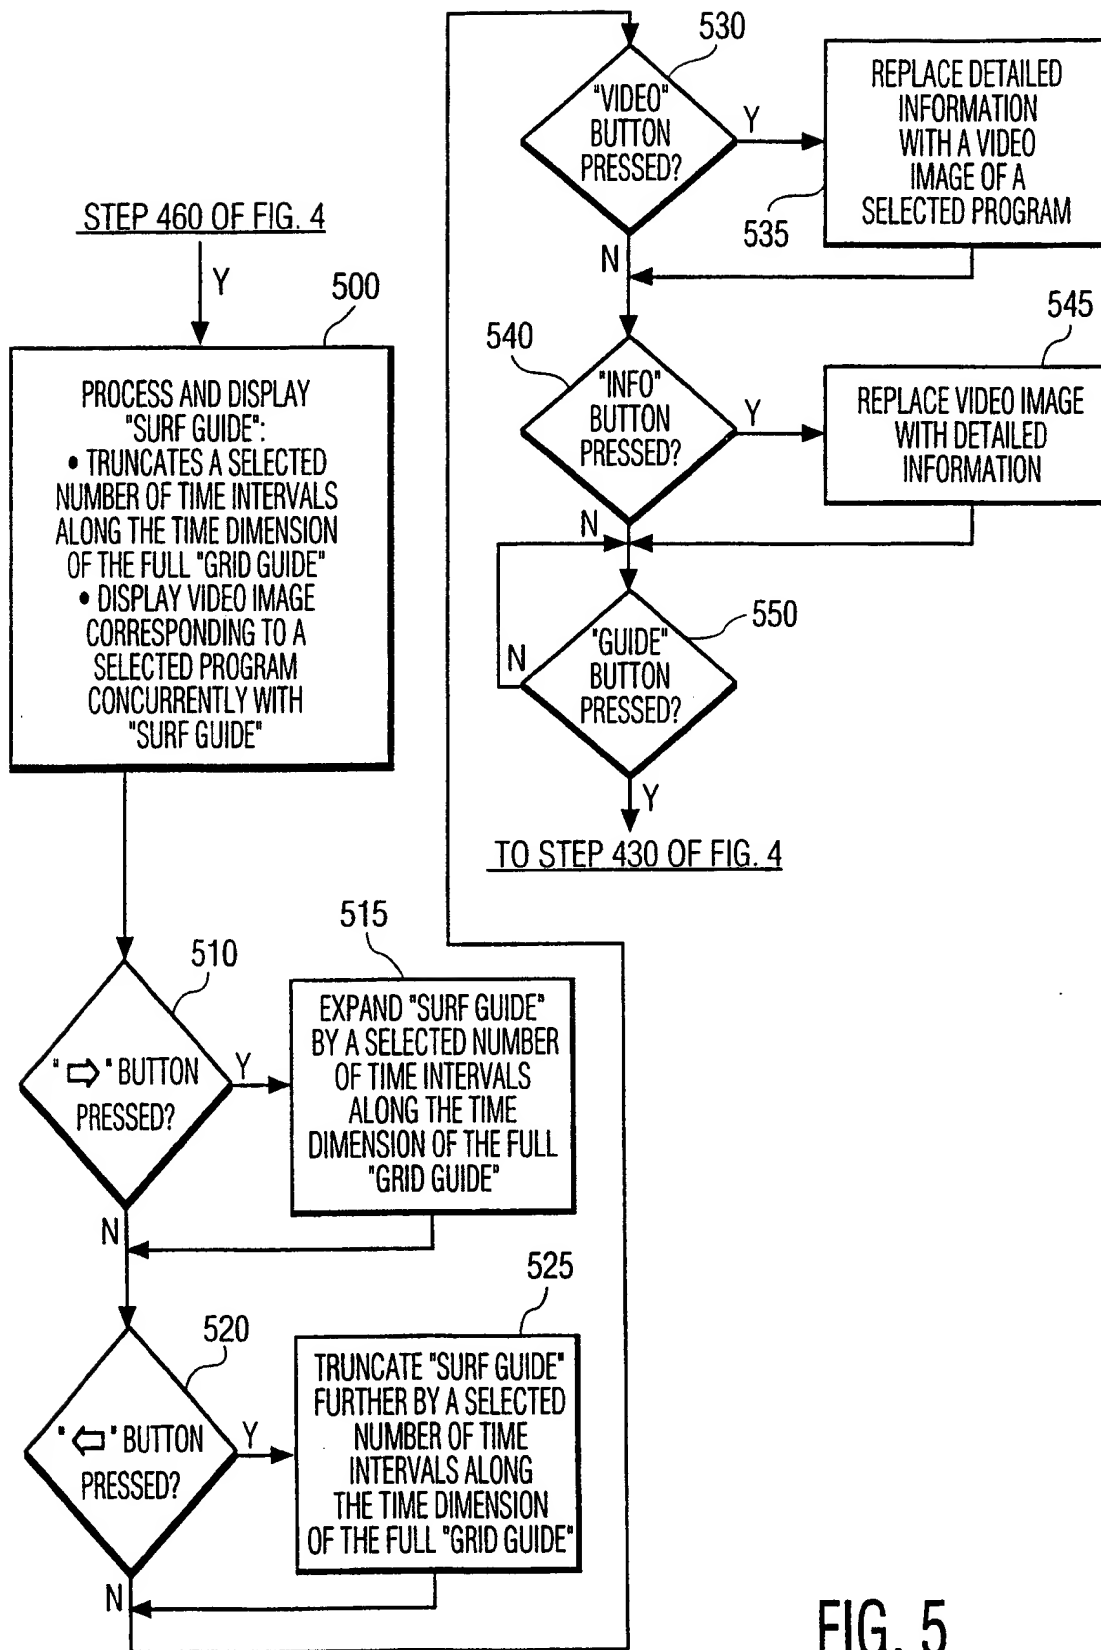 STEP 460 OF FIG. 4
Y
500
PROCESS AND DISPLAY
"SURF GUIDE":
• TRUNCATES A SELECTED
NUMBER OF TIME INTERVALS
ALONG THE TIME DIMENSION
OF THE FULL "GRID GUIDE"
• DISPLAY VIDEO IMAGE
CORRESPONDING TO A
SELECTED PROGRAM
CONCURRENTLY WITH
"SURF GUIDE"
510
"⇨" BUTTON
PRESSED?
Y
N
515
EXPAND "SURF GUIDE"
BY A SELECTED NUMBER
OF TIME INTERVALS
ALONG THE TIME
DIMENSION OF THE FULL
"GRID GUIDE"
520
"⇦" BUTTON
PRESSED?
Y
N
525
TRUNCATE "SURF GUIDE"
FURTHER BY A SELECTED
NUMBER OF TIME
INTERVALS ALONG
THE TIME DIMENSION
OF THE FULL "GRID GUIDE"
530
"VIDEO"
BUTTON
PRESSED?
Y
N
535
REPLACE DETAILED
INFORMATION
WITH A VIDEO
IMAGE OF A
SELECTED PROGRAM
540
"INFO"
BUTTON
PRESSED?
Y
N
545
REPLACE VIDEO IMAGE
WITH DETAILED
INFORMATION
550
"GUIDE"
BUTTON
PRESSED?
N
Y
TO STEP 430 OF FIG. 4
FIG. 5